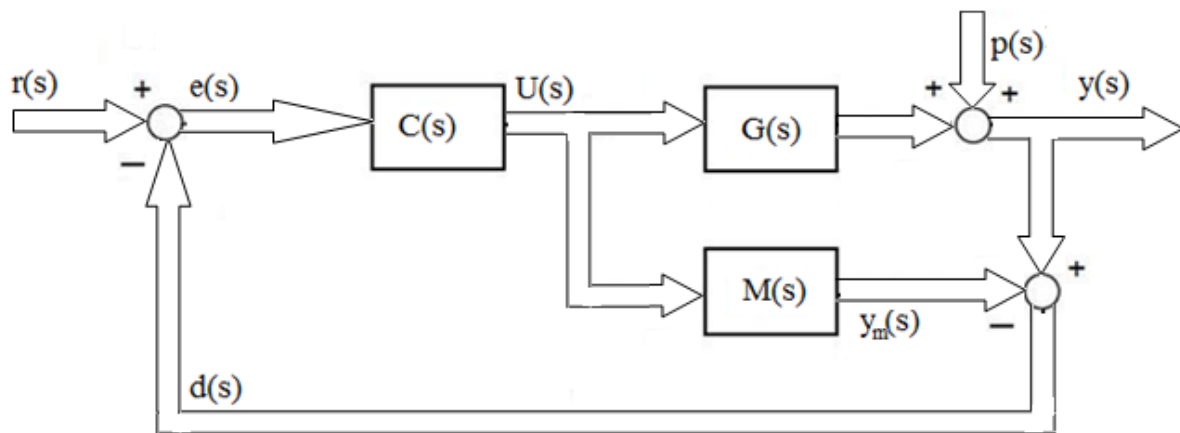 p(s)
r(s) + e(s) U(s) + + y(s)
C(s) G(s)
−
M(s) +
yₘ(s) −
d(s)